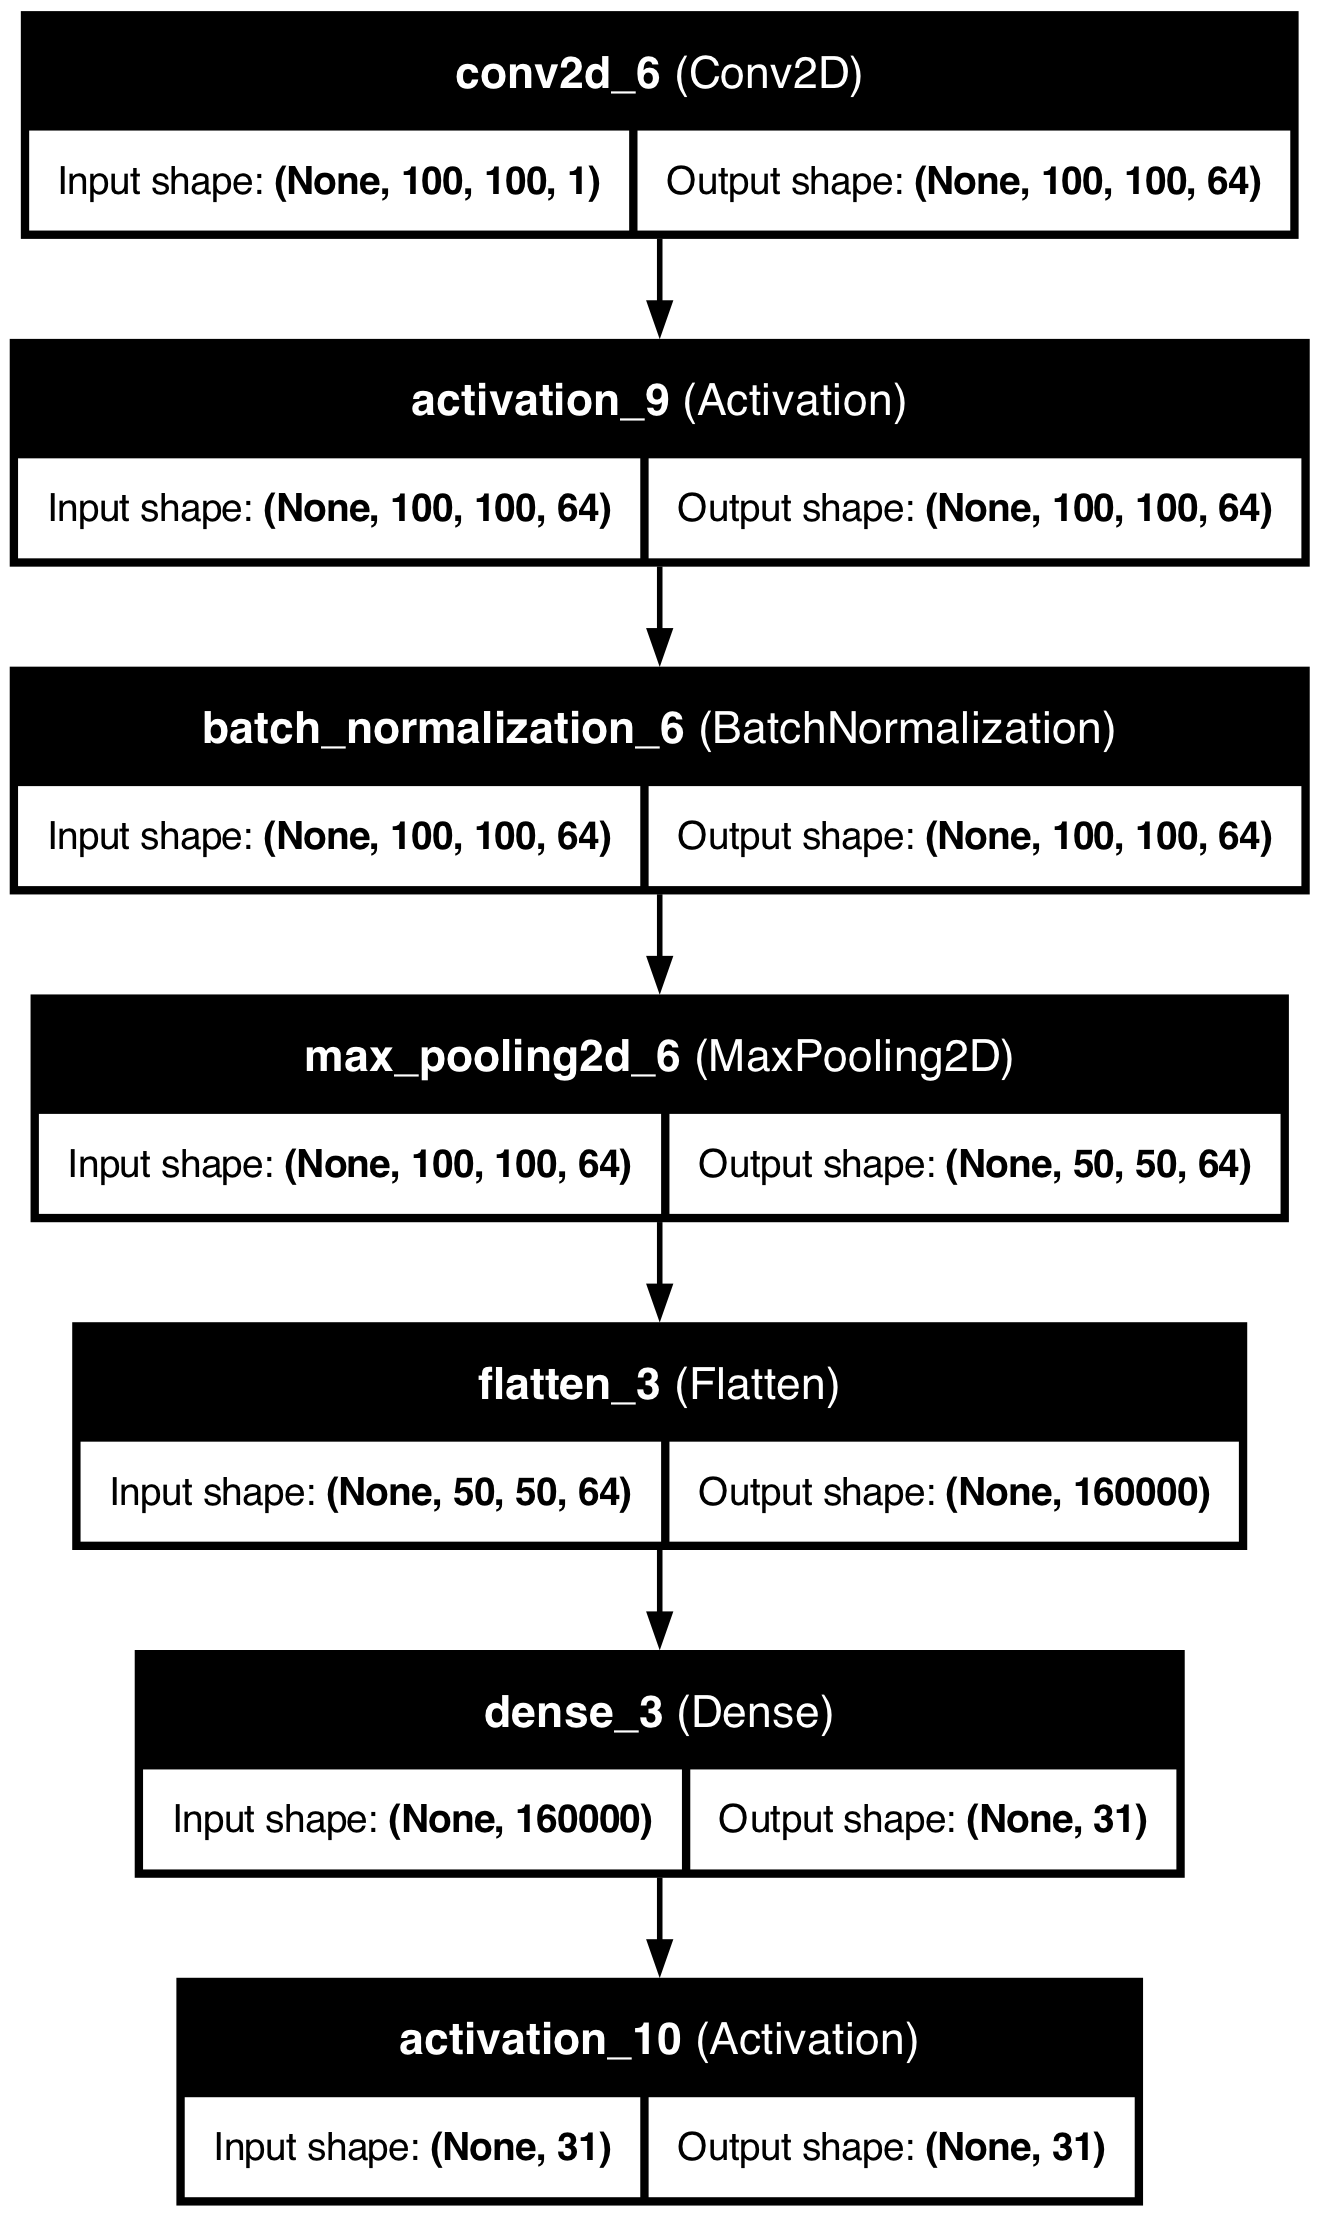 conv2d_6 (Conv2D)
Input shape: (None, 100, 100, 1) Output shape: (None, 100, 100, 64)
activation_9 (Activation)
Input shape: (None, 100, 100, 64) Output shape: (None, 100, 100, 64)
batch_normalization_6 (BatchNormalization)
Input shape: (None, 100, 100, 64) Output shape: (None, 100, 100, 64)
max_pooling2d_6 (MaxPooling2D)
Input shape: (None, 100, 100, 64) Output shape: (None, 50, 50, 64)
flatten_3 (Flatten)
Input shape: (None, 50, 50, 64) Output shape: (None, 160000)
dense_3 (Dense)
Input shape: (None, 160000) Output shape: (None, 31)
activation_10 (Activation)
Input shape: (None, 31) Output shape: (None, 31)